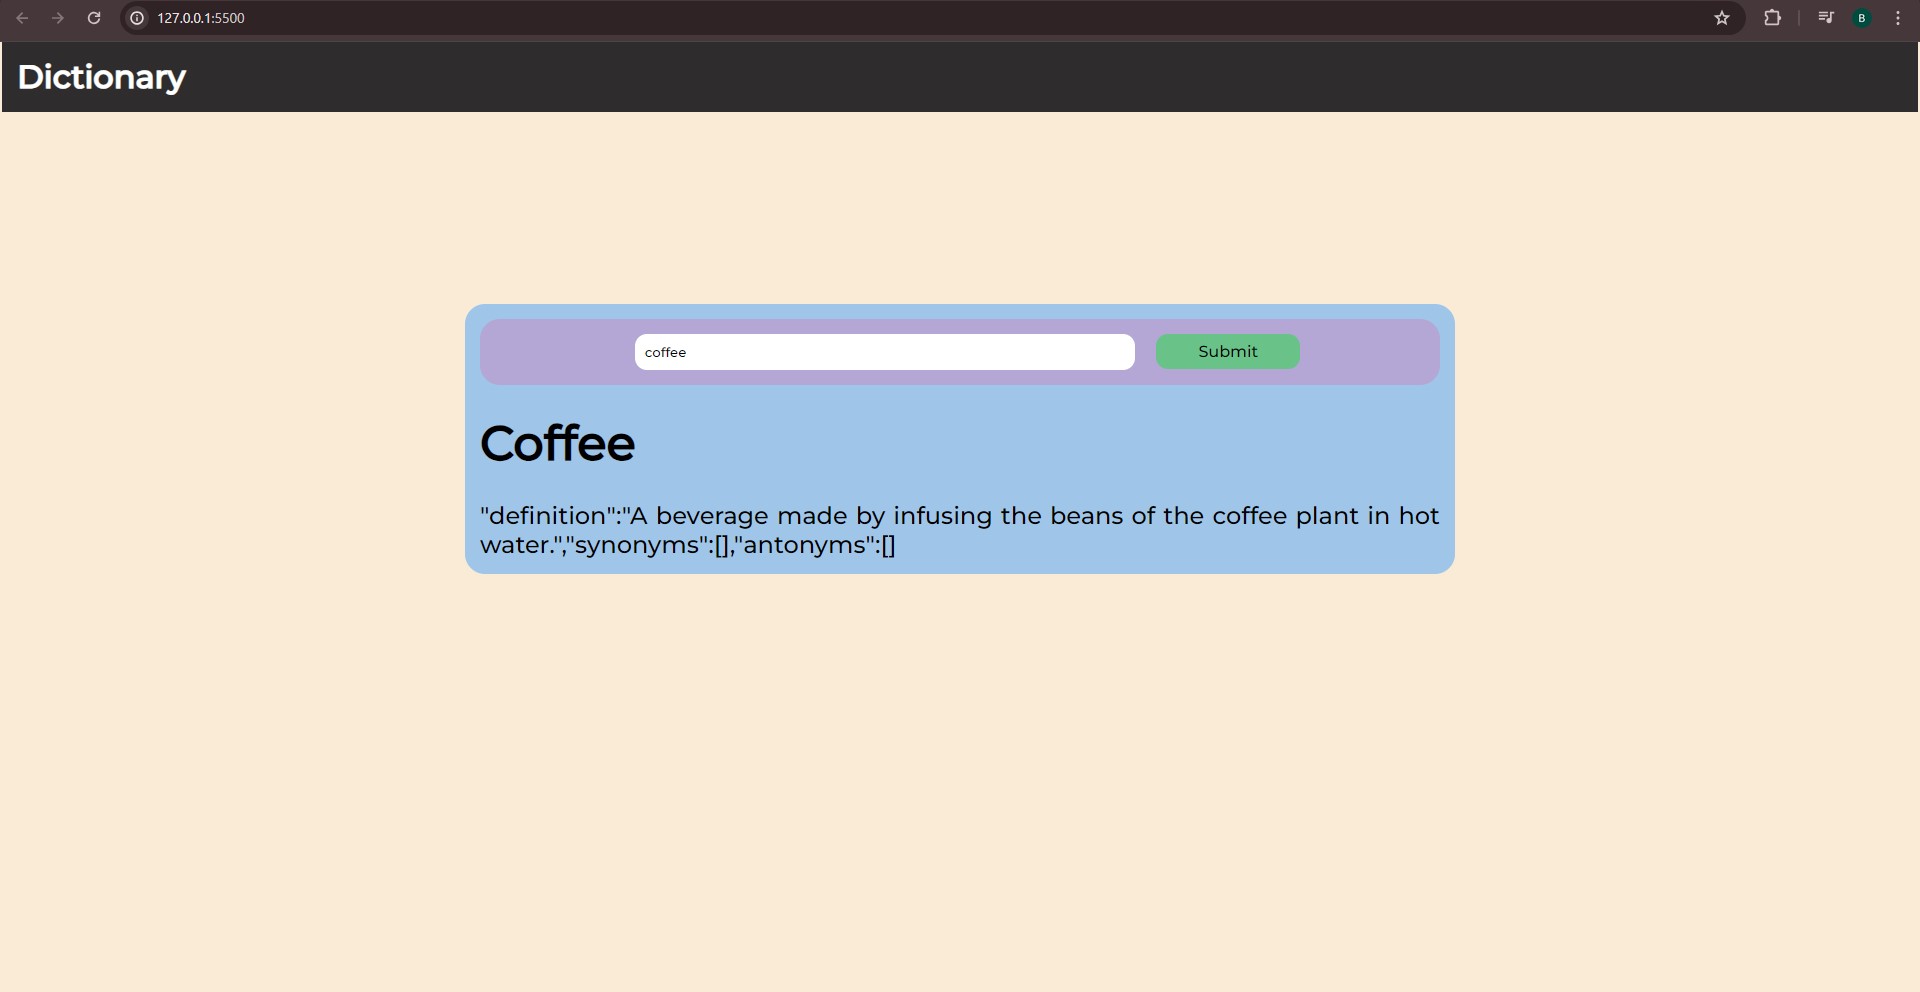 127.0.0.1:5500
B
Dictionary
coffee
Submit
Coffee
"definition":"A beverage made by infusing the beans of the coffee plant in hot
water.","synonyms":[],"antonyms":[]